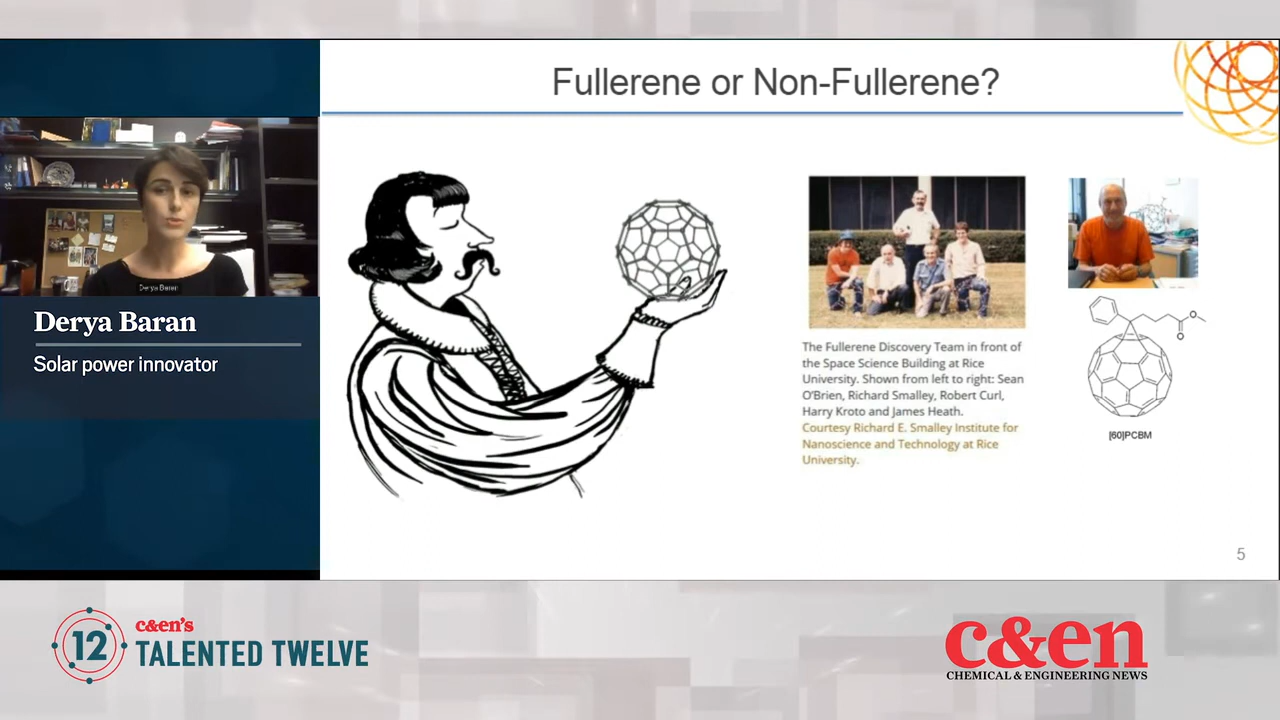 Fullerene or Non-Fullerene?
Derya Baran
Derya Baran
Solar power innovator
The Fullerene Discovery Team in front of
the Space Science Building at Rice
University. Shown from left to right: Sean
O'Brien, Richard Smalley, Robert Curl,
Harry Kroto and James Heath.
Courtesy Richard E. Smalley Institute for
Nanoscience and Technology at Rice
University.
O
O
[60]PCBM
5
12
c&en's
TALENTED TWELVE
c&en
CHEMICAL & ENGINEERING NEWS